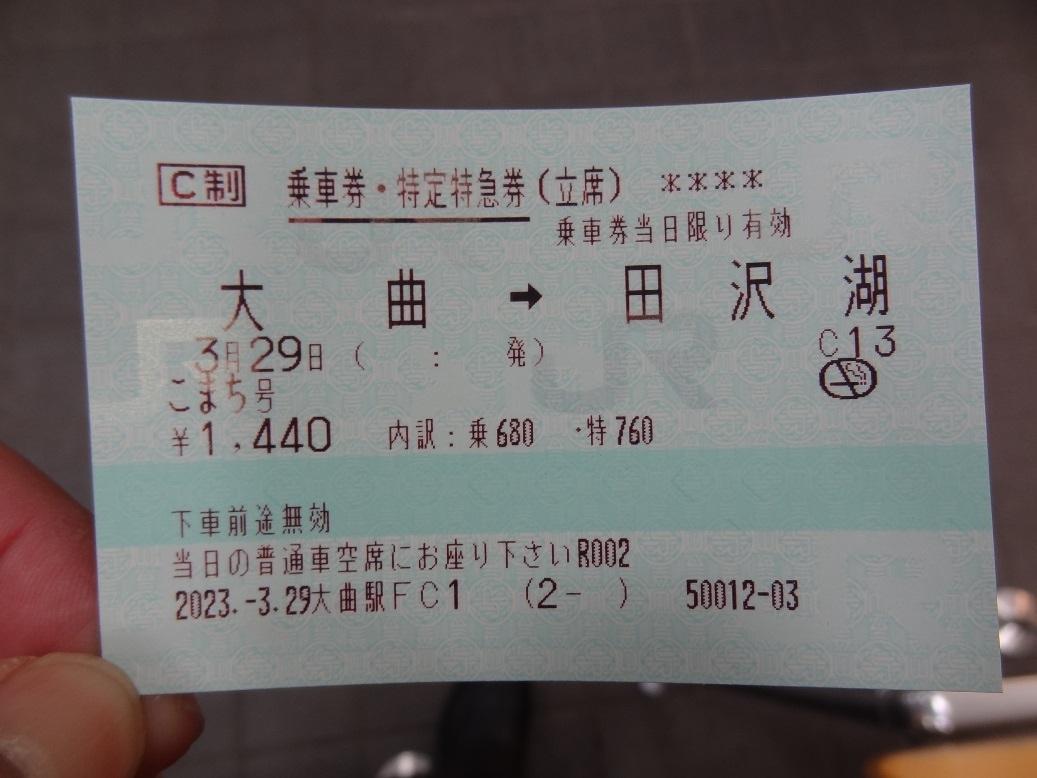 C制 乗車券・特定特急券(立席) ****
乗車券当日限り有効
大曲 → 田沢湖
3月29日( : 発) C13
こまち号
¥1,440 内訳:乗680 ・特760
下車前途無効
当日の普通車空席にお座り下さいR002
2023.-3.29大曲駅FC1 (2- ) 50012-03
JR